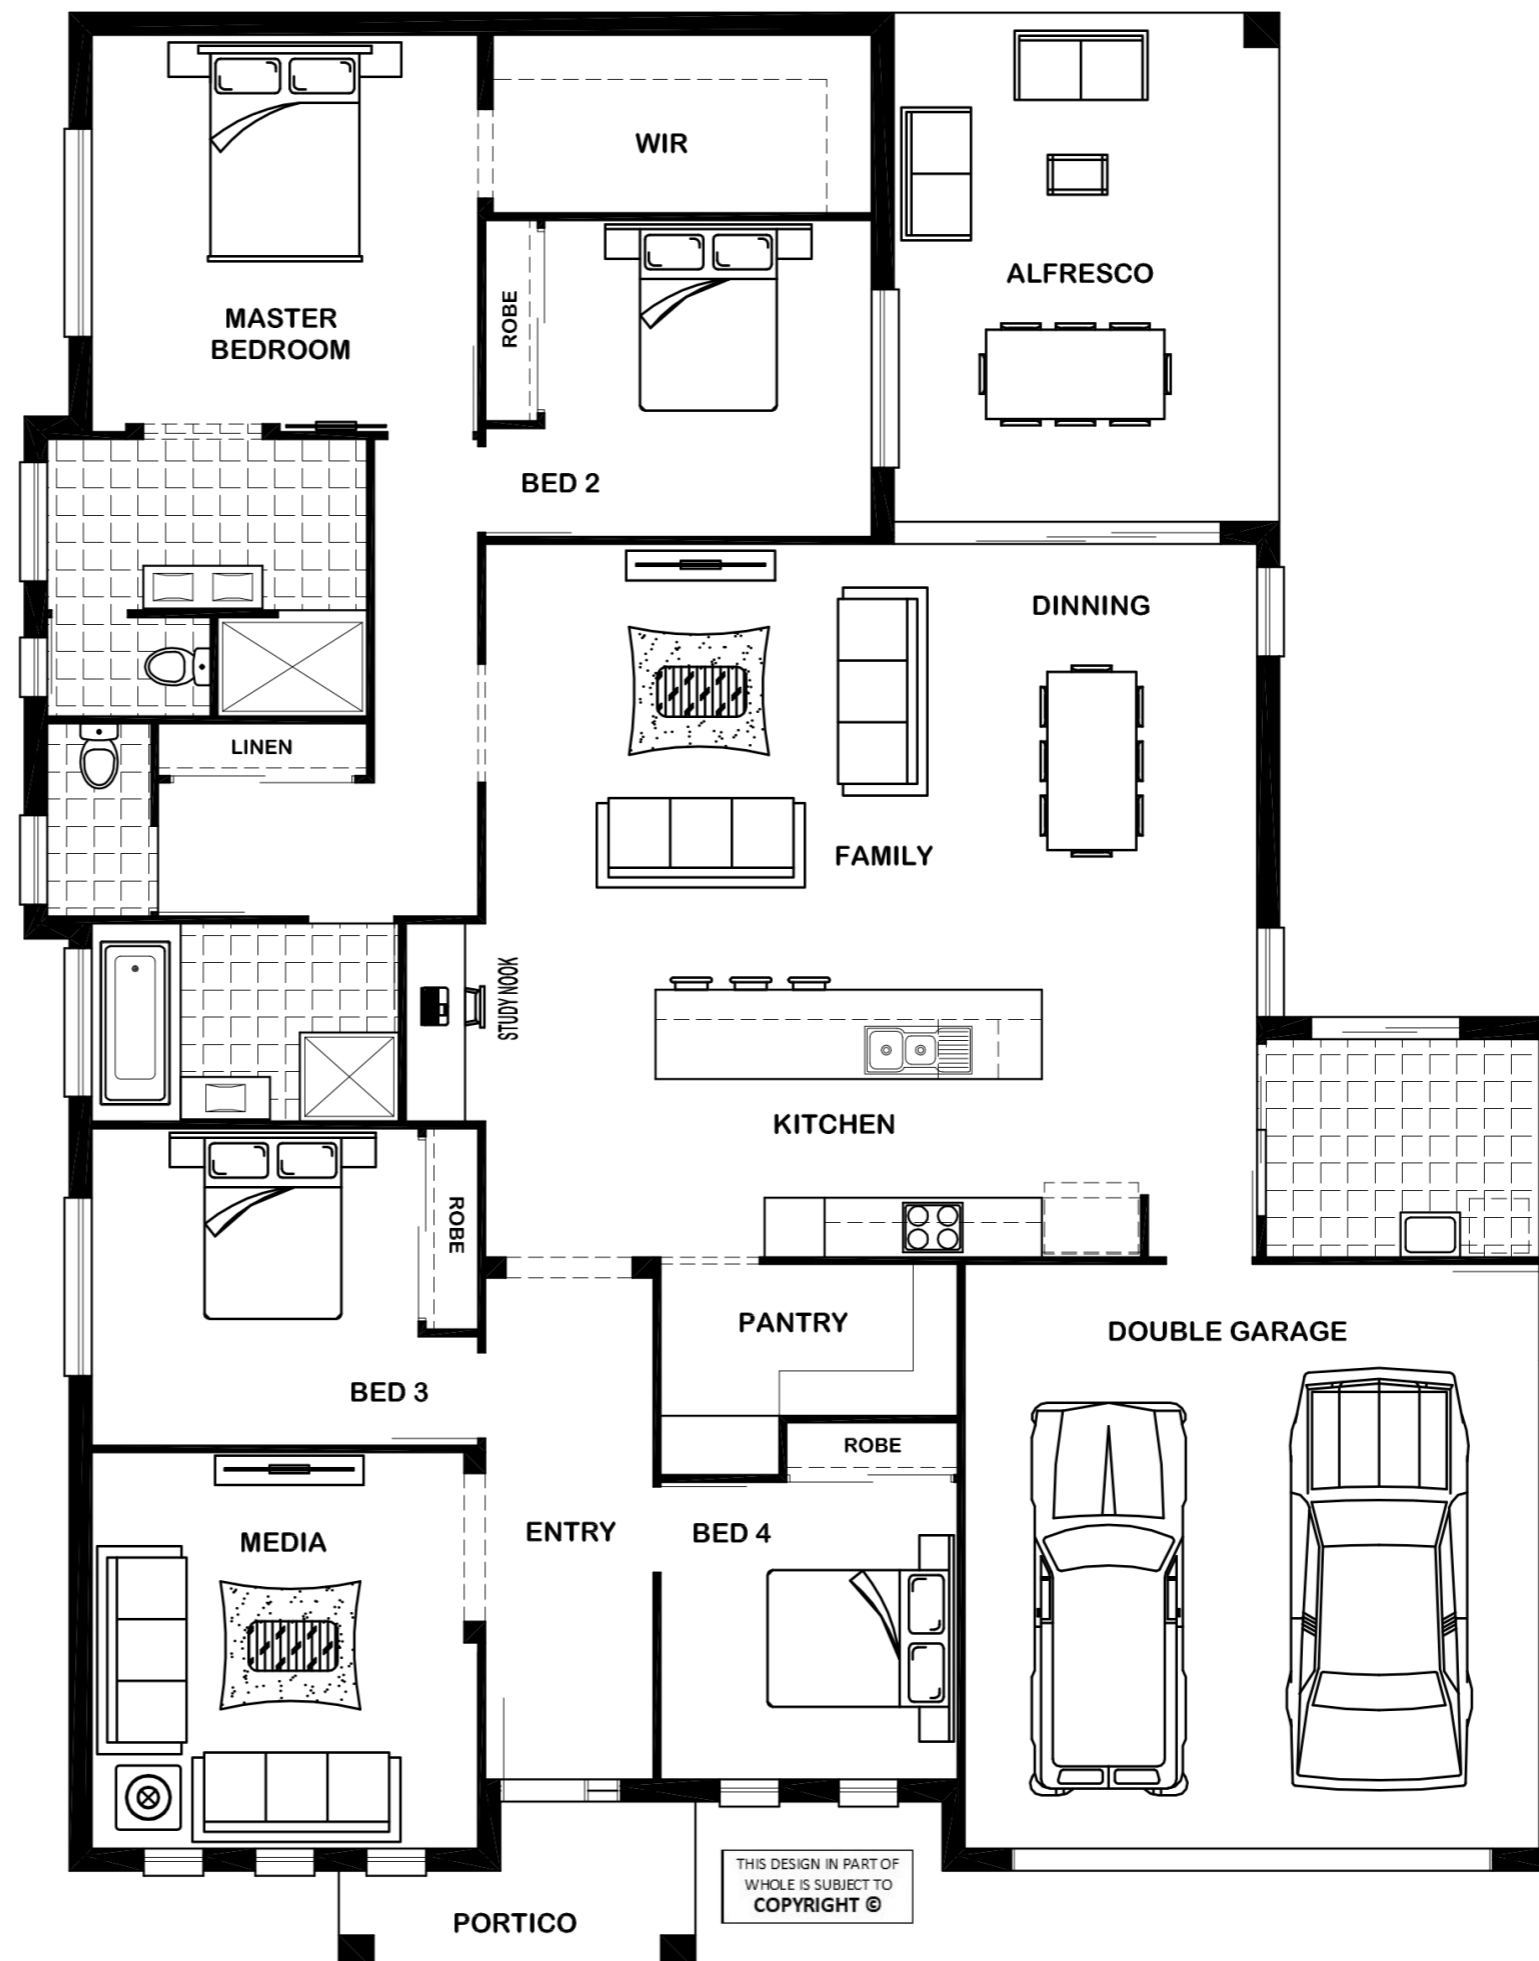 WIR
ALFRESCO
ROBE
MASTER
BEDROOM
BED 2
DINNING
LINEN
FAMILY
STUDY NOOK
KITCHEN
ROBE
PANTRY
DOUBLE GARAGE
BED 3
ROBE
MEDIA
ENTRY
BED 4
THIS DESIGN IN PART OF
WHOLE IS SUBJECT TO
COPYRIGHT ©
PORTICO